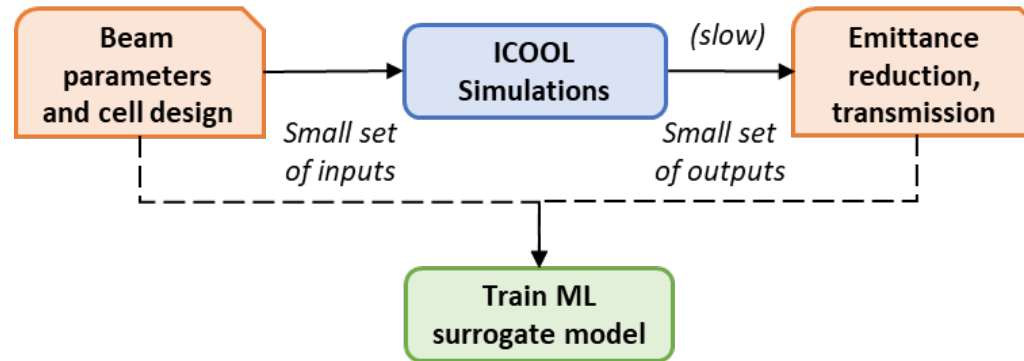 Beam
parameters
and cell design
ICOOL
Simulations
(slow)
Emittance
reduction,
transmission
Small set
of inputs
Small set
of outputs
Train ML
surrogate model